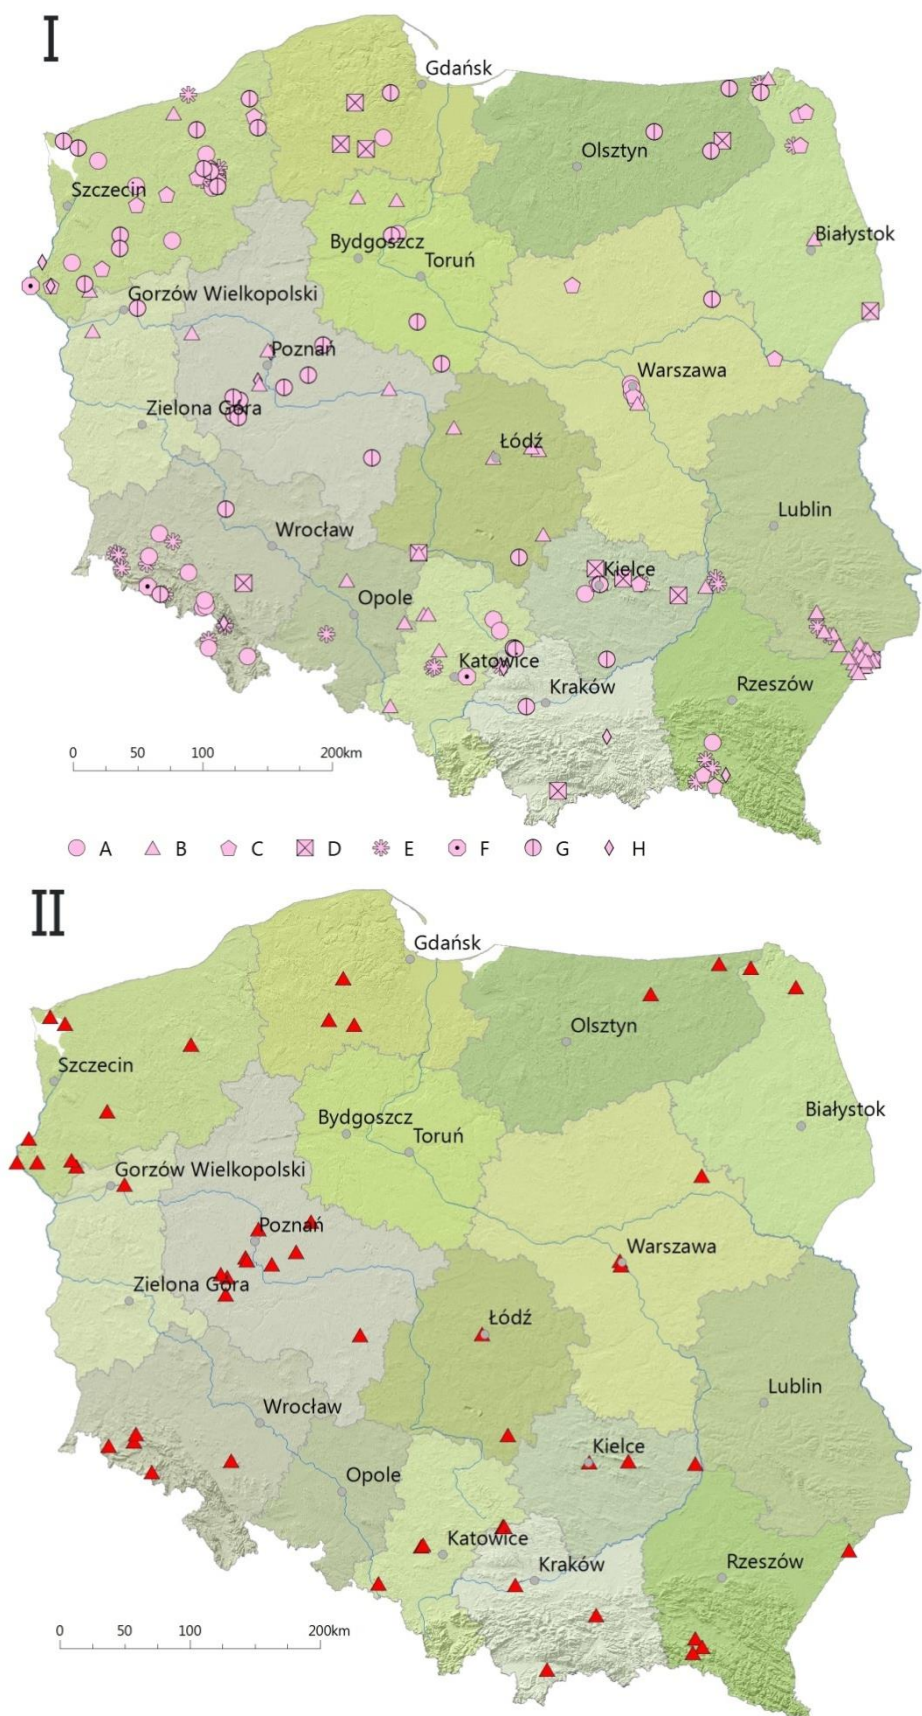 I
Gdańsk
Olsztyn
Szczecin
Białystok
Bydgoszcz
Toruń
Gorzów Wielkopolski
Poznań
Warszawa
Zielona Góra
Łódź
Lublin
Wrocław
Kielce
Opole
Katowice
Kraków
Rzeszów
0 50 100 200km
A B C D E F G H
II
Gdańsk
Olsztyn
Szczecin
Białystok
Bydgoszcz
Toruń
Gorzów Wielkopolski
Poznań
Warszawa
Zielona Góra
Łódź
Lublin
Wrocław
Kielce
Opole
Katowice
Kraków
Rzeszów
0 50 100 200km